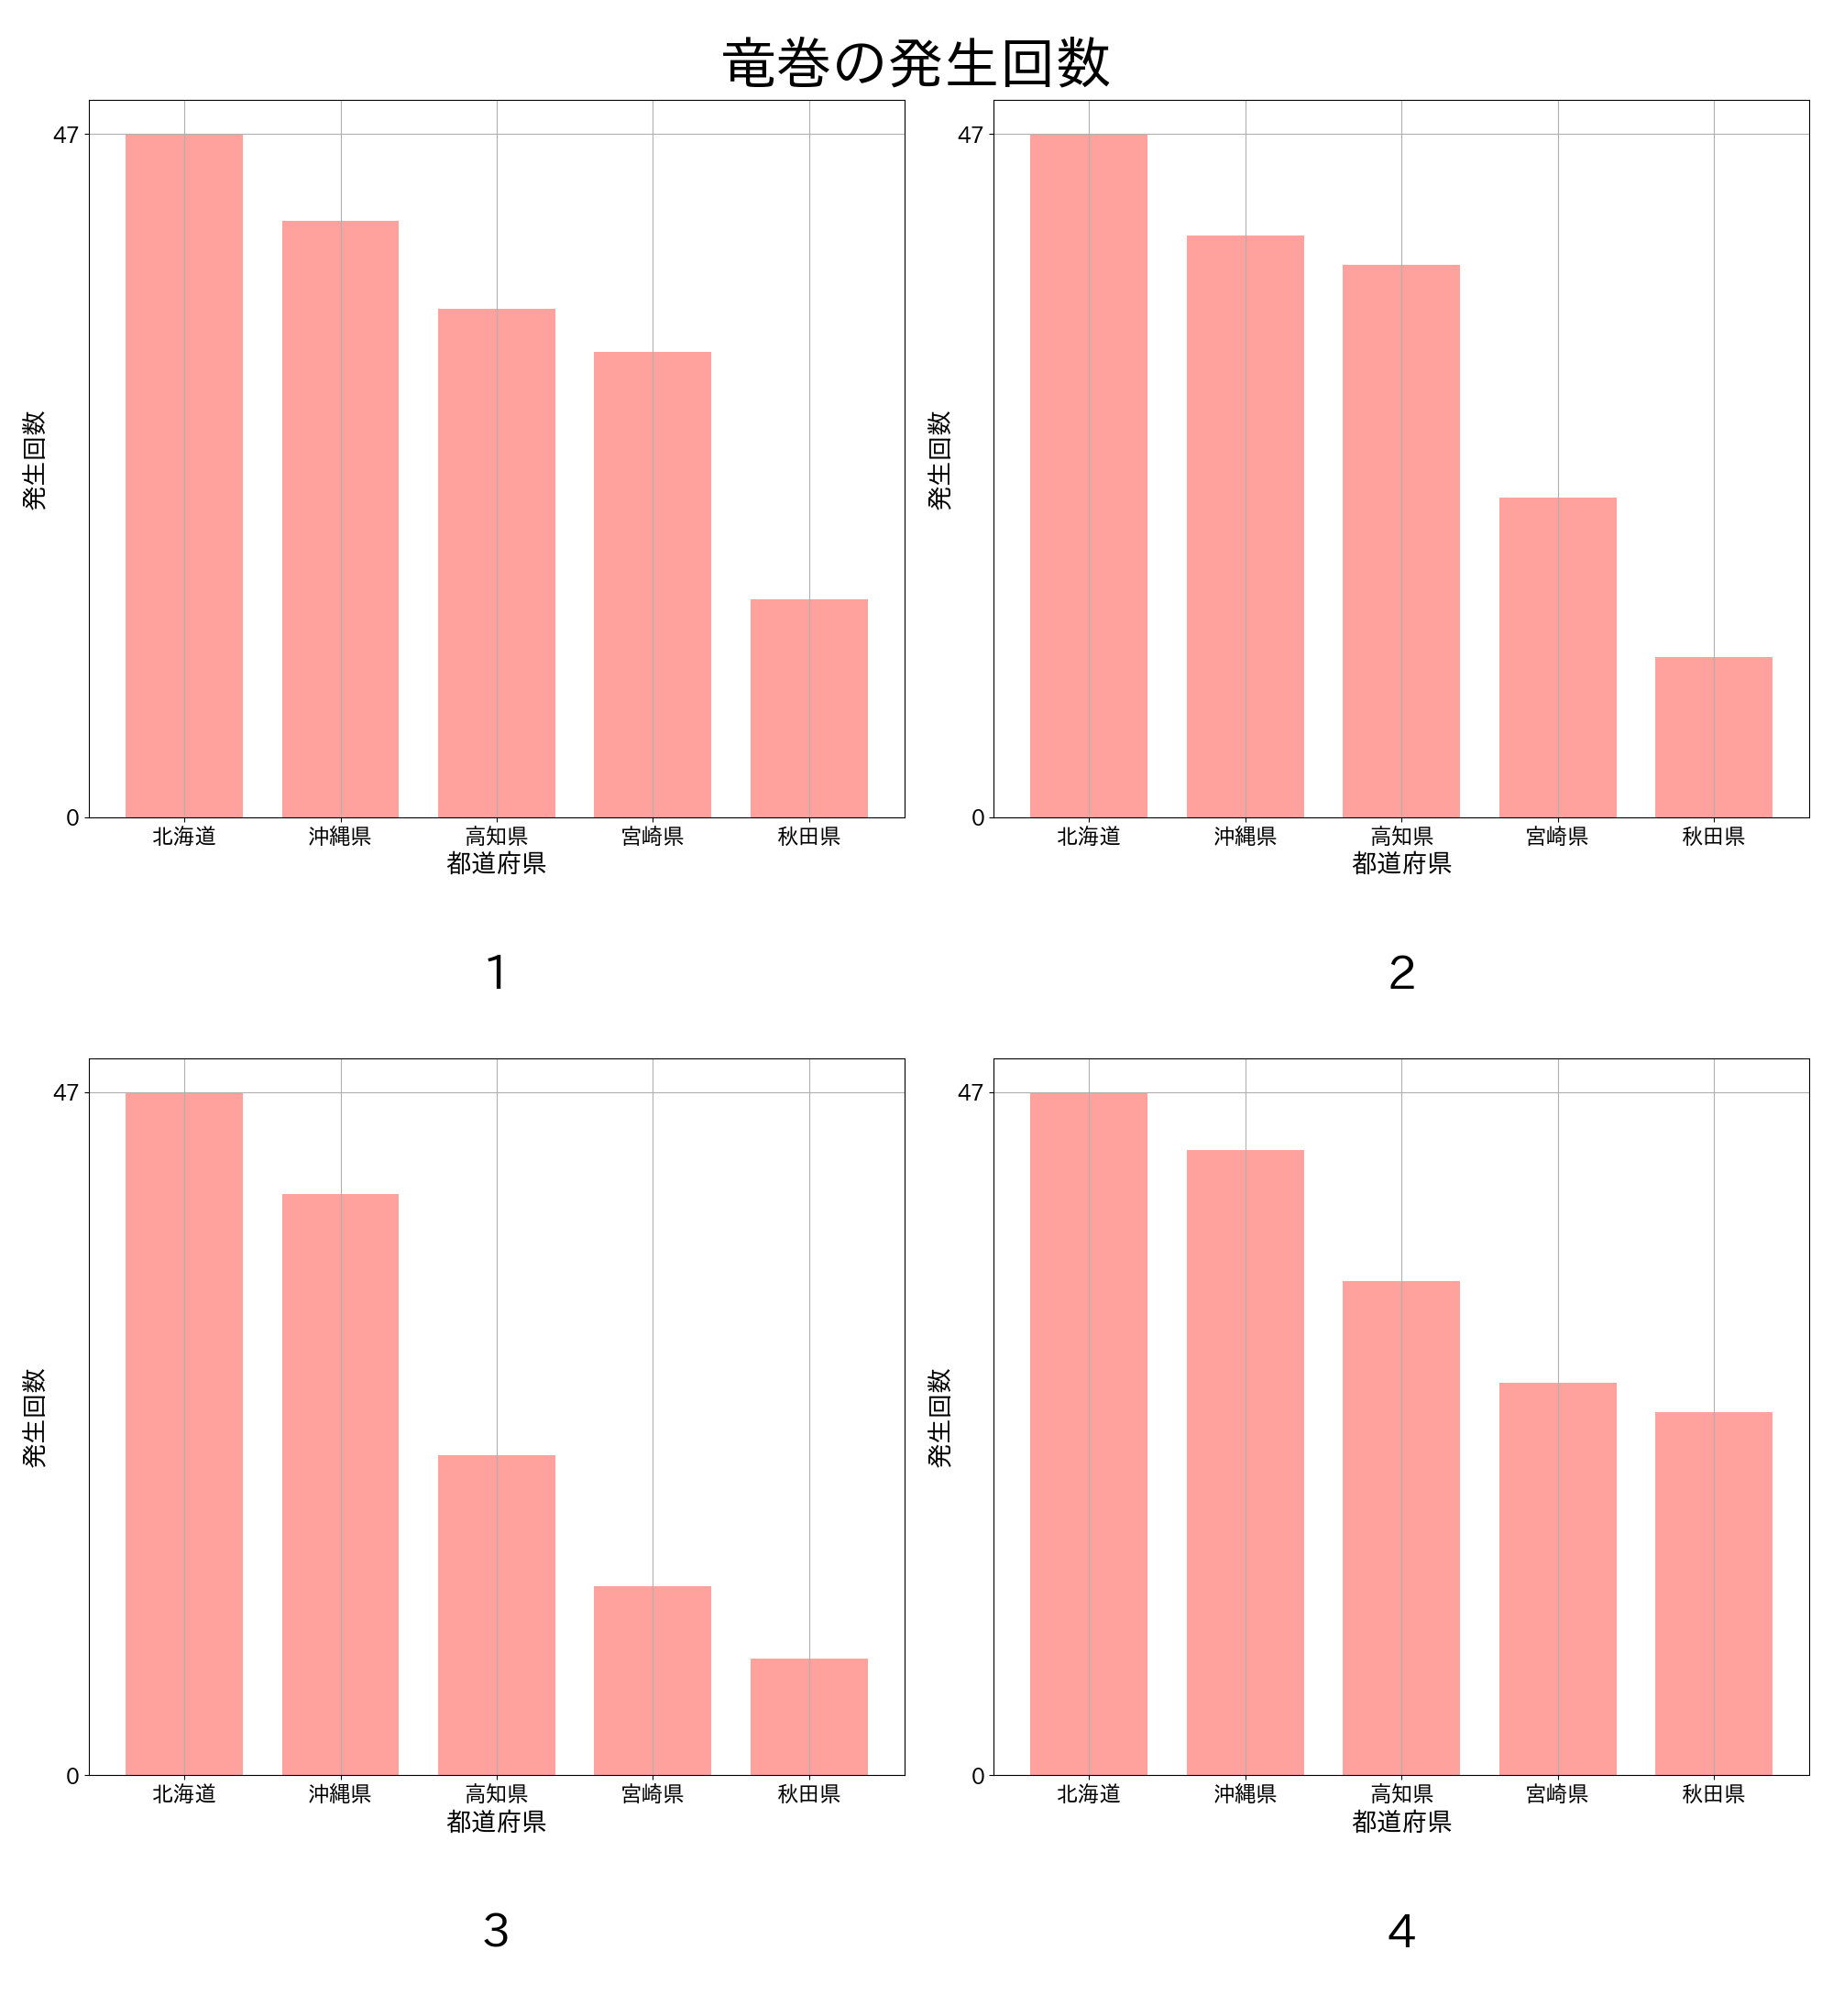 竜巻の発生回数
47
0
発生回数
北海道 沖縄県 高知県 宮崎県 秋田県
都道府県
1
47
0
発生回数
北海道 沖縄県 高知県 宮崎県 秋田県
都道府県
2
47
0
発生回数
北海道 沖縄県 高知県 宮崎県 秋田県
都道府県
3
47
0
発生回数
北海道 沖縄県 高知県 宮崎県 秋田県
都道府県
4